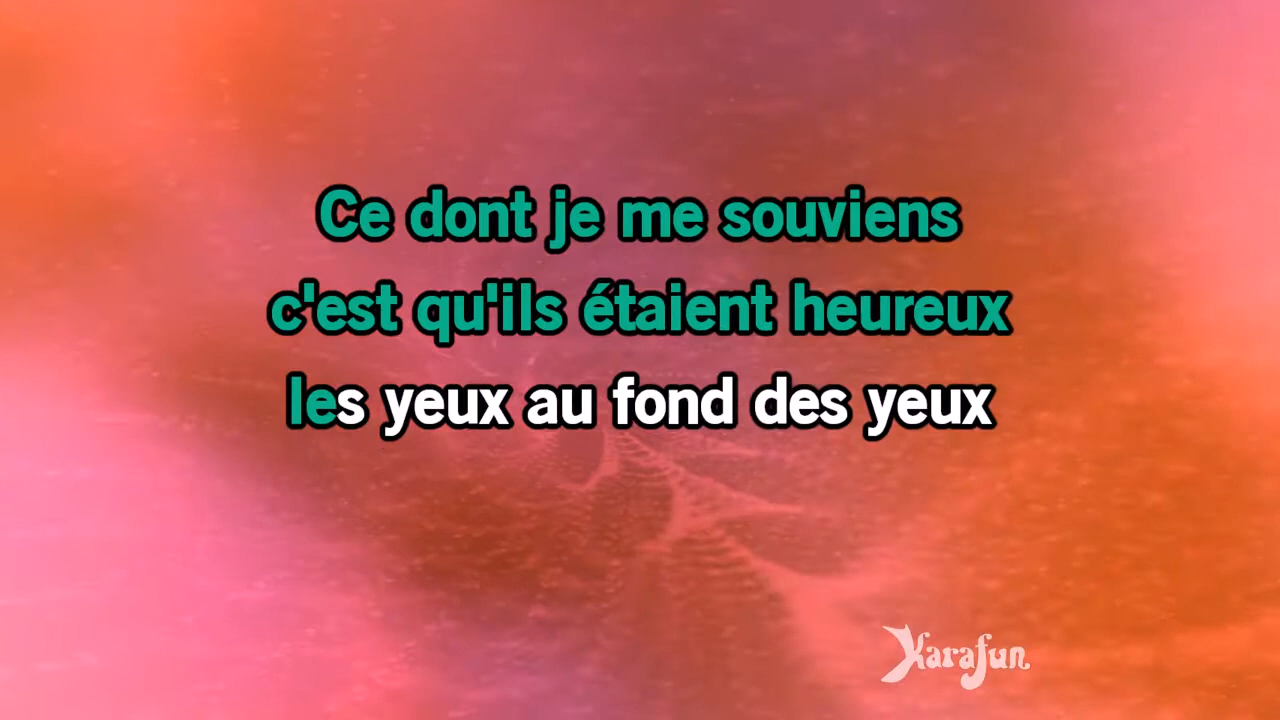 Ce dont je me souviens
c'est qu'ils étaient heureux
les yeux au fond des yeux
Karafun